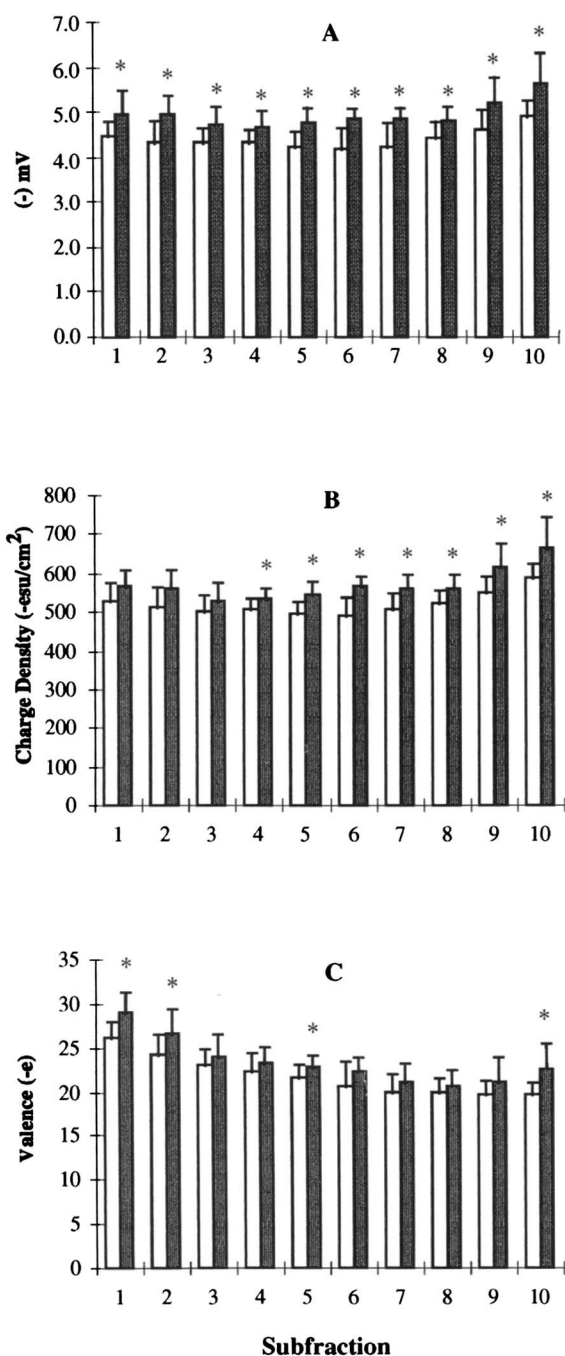 A
* * * * * * * * * *
(-) mV
7.0
6.0
5.0
4.0
3.0
2.0
1.0
0.0
1 2 3 4 5 6 7 8 9 10
B
* * * * * * *
Charge Density (-esu/cm²)
800
700
600
500
400
300
200
100
0
1 2 3 4 5 6 7 8 9 10
C
* * * *
Valence (-e)
35
30
25
20
15
10
5
0
1 2 3 4 5 6 7 8 9 10
Subfraction